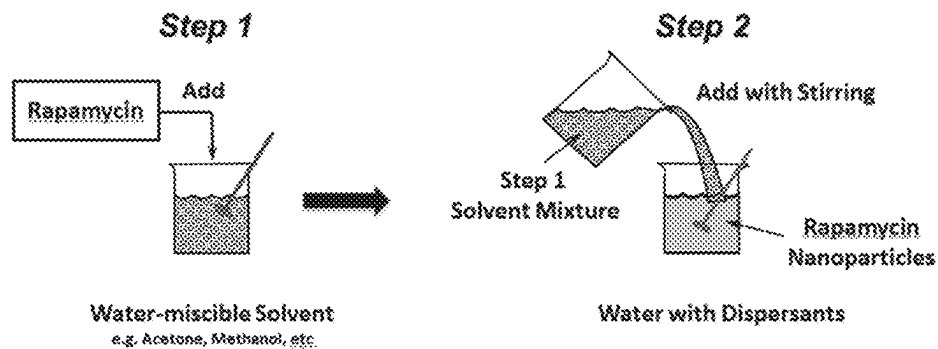 Step 1
Rapamycin
Add
Water-miscible Solvent
e.g. Acetone, Methanol, etc
Step 2
Add with Stirring
Step 1
Solvent Mixture
Rapamycin
Nanoparticles
Water with Dispersants